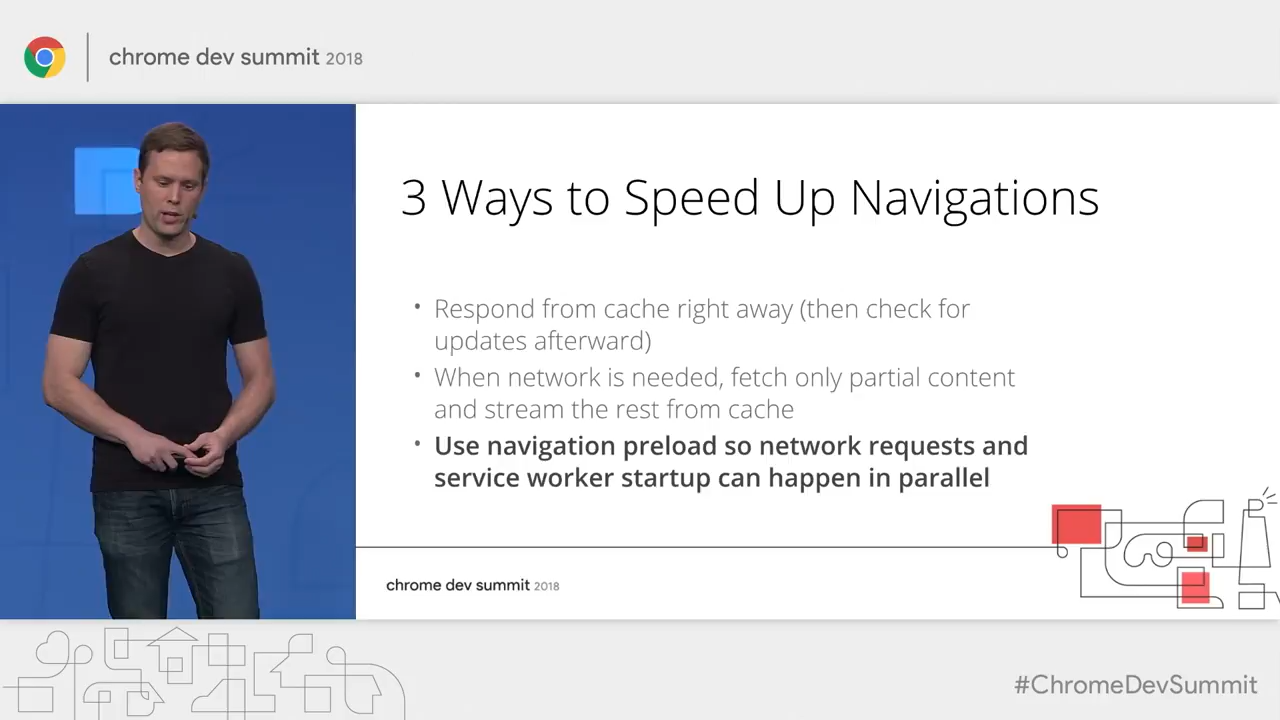 chrome dev summit 2018
3 Ways to Speed Up Navigations
• Respond from cache right away (then check for
updates afterward)
• When network is needed, fetch only partial content
and stream the rest from cache
• Use navigation preload so network requests and
service worker startup can happen in parallel
chrome dev summit 2018
#ChromeDevSummit